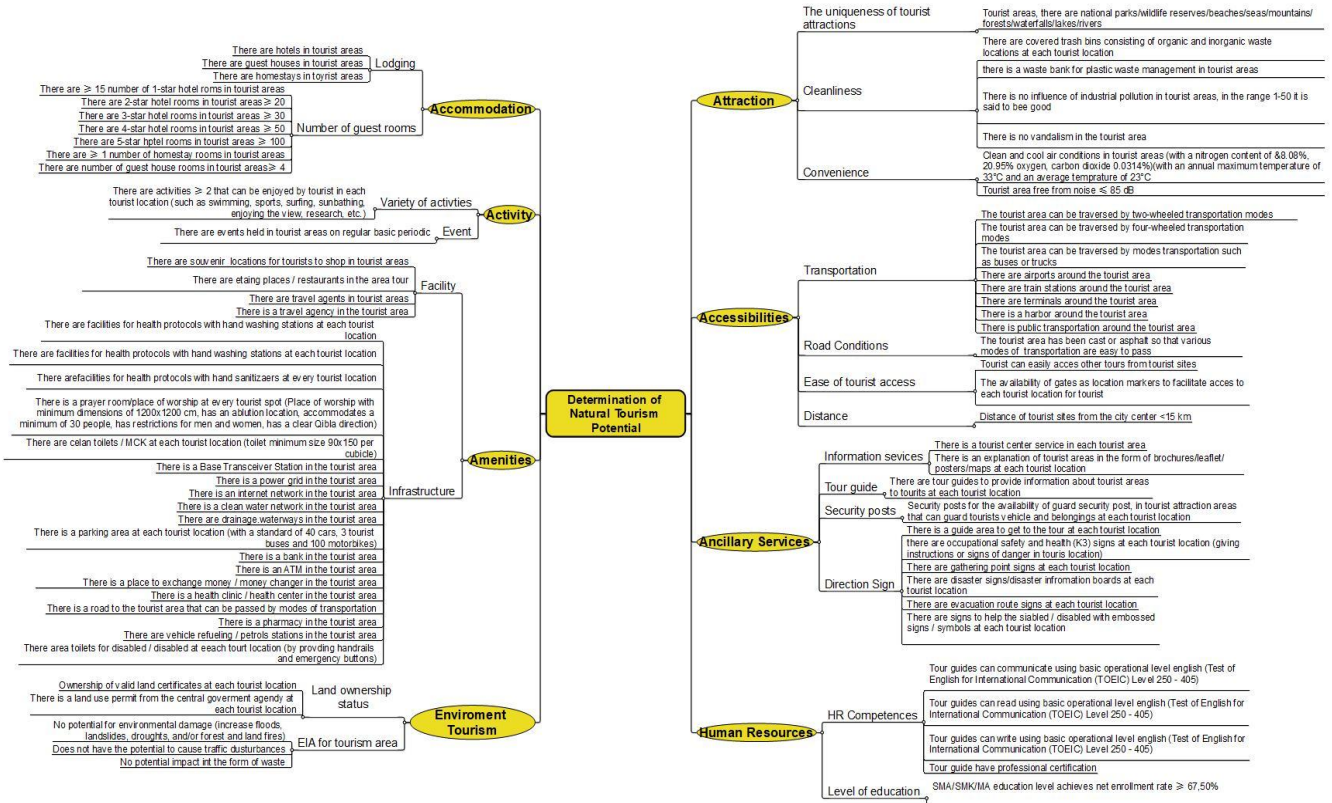 Determination of
Natural Tourism
Potential
Accommodation
Lodging
There are hotels in tourist areas
There are guest houses in tourist areas
There are homestays in toyrist areas
Number of guest rooms
There are ≥ 15 number of 1-star hotel roms in tourist areas
There are 2-star hotel rooms in tourist areas≥ 20
There are 3-star hotel rooms in tourist areas ≥ 30
There are 4-star hotel rooms in tourist areas ≥ 50
There are 5-star hptel rooms in tourist areas ≥ 100
There are ≥ 1 number of homestay rooms in tourist areas
There are number of guest house rooms in tourist areas≥ 4
Activity
Variety of activties
There are activities ≥ 2 that can be enjoyed by tourist in each
tourist location (such as swimming, sports, surfing, sunbathing,
enjoying the view, research, etc.)
Event
There are events held in tourist areas on regular basic periodic
Amenities
Facility
There are souvenir locations for tourists to shop in tourist areas
There are etaing places / restaurants in the area tour
There are travel agents in tourist areas
There is a travel agency in the tourist area
Infrastructure
There are facilities for health protocols with hand washing stations at each tourist
location
There are facilities for health protocols with hand washing stations at each tourist location
There arefacilities for health protocols with hand sanitizaers at every tourist location
There is a prayer room/place of worship at every tourist spot (Place of worship with
minimum dimensions of 1200x1200 cm, has an ablution location, accommodates a
minimum of 30 people, has restrictions for men and women, has a clear Qibla direction)
There are celan toilets / MCK at each tourist location (toilet minimum size 90x150 per
cubicle)
There is a Base Transceiver Station in the tourist area
There is a power grid in the tourist area
There is an internet network in the tourist area
There is a clean water network in the tourist area
There are drainage.waterways in the tourist area
There is a parking area at each tourist location (with a standard of 40 cars, 3 tourist
buses and 100 motorbikes)
There is a bank in the tourist area
There is an ATM in the tourist area
There is a place to exchange money / money changer in the tourist area
There is a health clinic / health center in the tourist area
There is a road to the tourist area that can be passed by modes of transportation
There is a pharmacy in the tourist area
There are vehicle refueling / petrols stations in the tourist area
There area toilets for disabled / disabled at eeach tourt location (by provding handrails
and emergency buttons)
Enviroment
Tourism
Land ownership
status
Ownership of valid land certificates at each tourist location
There is a land use permit from the central goverment agendy at
each tourist location
EIA for tourism area
No potential for environmental damage (increase floods,
landslides, droughts, and/or forest and land fires)
Does not have the potential to cause traffic dusturbances
No potential impact int the form of waste
Attraction
The uniqueness of tourist
attractions
Tourist areas, there are national parks/wildlife reserves/beaches/seas/mountains/
forests/waterfalls/lakes/rivers
Cleanliness
There are covered trash bins consisting of organic and inorganic waste
locations at each tourist location
there is a waste bank for plastic waste management in tourist areas
There is no influence of industrial pollution in tourist areas, in the range 1-50 it is
said to bee good
There is no vandalism in the tourist area
Convenience
Clean and cool air conditions in tourist areas (with a nitrogen content of &8.08%,
20.95% oxygen, carbon dioxide 0.0314%)(with an annual maximum temperature of
33°C and an average temprature of 23°C
Tourist area free from noise ≤ 85 dB
Accessibilities
Transportation
The tourist area can be traversed by two-wheeled transportation modes
The tourist area can be traversed by four-wheeled transportation
modes
The tourist area can be traversed by modes transportation such
as buses or trucks
There are airports around the tourist area
There are train stations around the tourist area
There are terminals around the tourist area
There is a harbor around the tourist area
There is public transportation around the tourist area
Road Conditions
The tourist area has been cast or asphalt so that various
modes of transportation are easy to pass
Ease of tourist access
Tourist can easily acces other tours from tourist sites
The availability of gates as location markers to facilitate acces to
each tourist location for tourist
Distance
Distance of tourist sites from the city center <15 km
Ancillary Services
Information sevices
There is a tourist center service in each tourist area
There is an explanation of tourist areas in the form of brochures/leaflet/
posters/maps at each tourist location
Tour guide
There are tour guides to provide information about tourist areas
to tourits at each tourist location
Security posts
Security posts for the availability of guard security post, in tourist attraction areas
that can guard tourists vehicle and belongings at each tourist location
Direction Sign
There is a guide area to get to the tour at each tourist location
there are occupational safety and health (K3) signs at each tourist location (giving
instructions or signs of danger in touris location)
There are gathering point signs at each tourist location
There are disaster signs/disaster infromation boards at each
tourist location
There are evacuation route signs at each tourist location
There are signs to help the siabled / disabled with embossed
signs / symbols at each tourist location
Human Resources
HR Competences
Tour guides can communicate using basic operational level english (Test of
English for International Communication (TOEIC) Level 250 - 405)
Tour guides can read using basic operational level english (Test of English for
International Communication (TOEIC) Level 250 - 405)
Tour guides can write using basic operational level english (Test of English for
International Communication (TOEIC) Level 250 - 405)
Tour guide have professional certification
Level of education
SMA/SMK/MA education level achieves net enrollment rate ≥ 67,50%